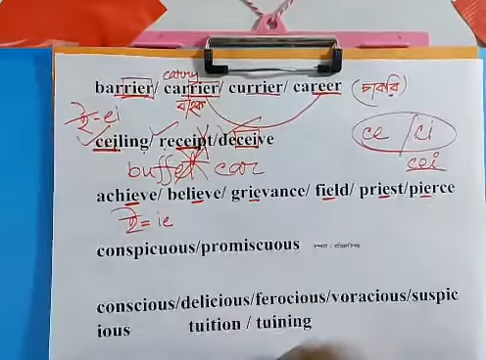 carry
barrier/ carrier/ currier/ career (চাকরি)
বাহক
ই = ei
ce / ci
ceiling/ receipt/deceive
cei
buffet car
achieve/ believe/ grievance/ field/ priest/pierce
ই = ie
conspicuous/promiscuous
conscious/delicious/ferocious/voracious/suspic
ious tuition / tuining